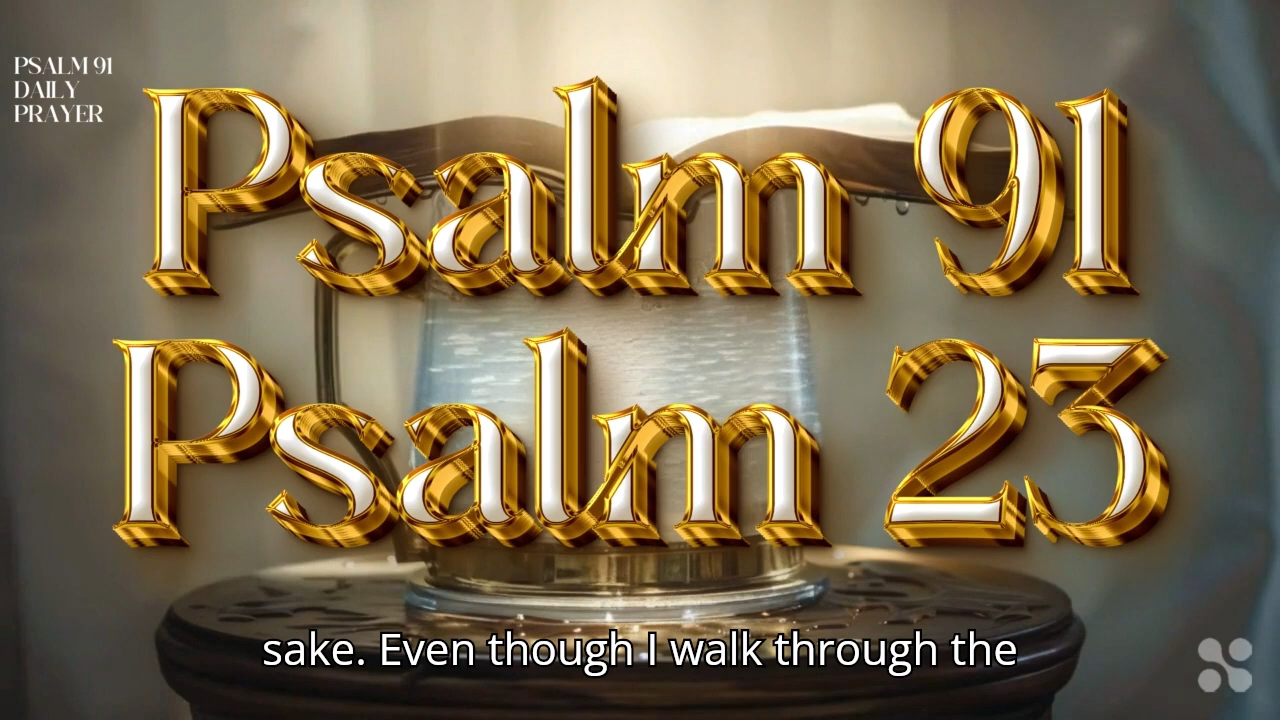 PSALM 91
DAILY
PRAYER
Psalm 91
Psalm 23
sake. Even though I walk through the